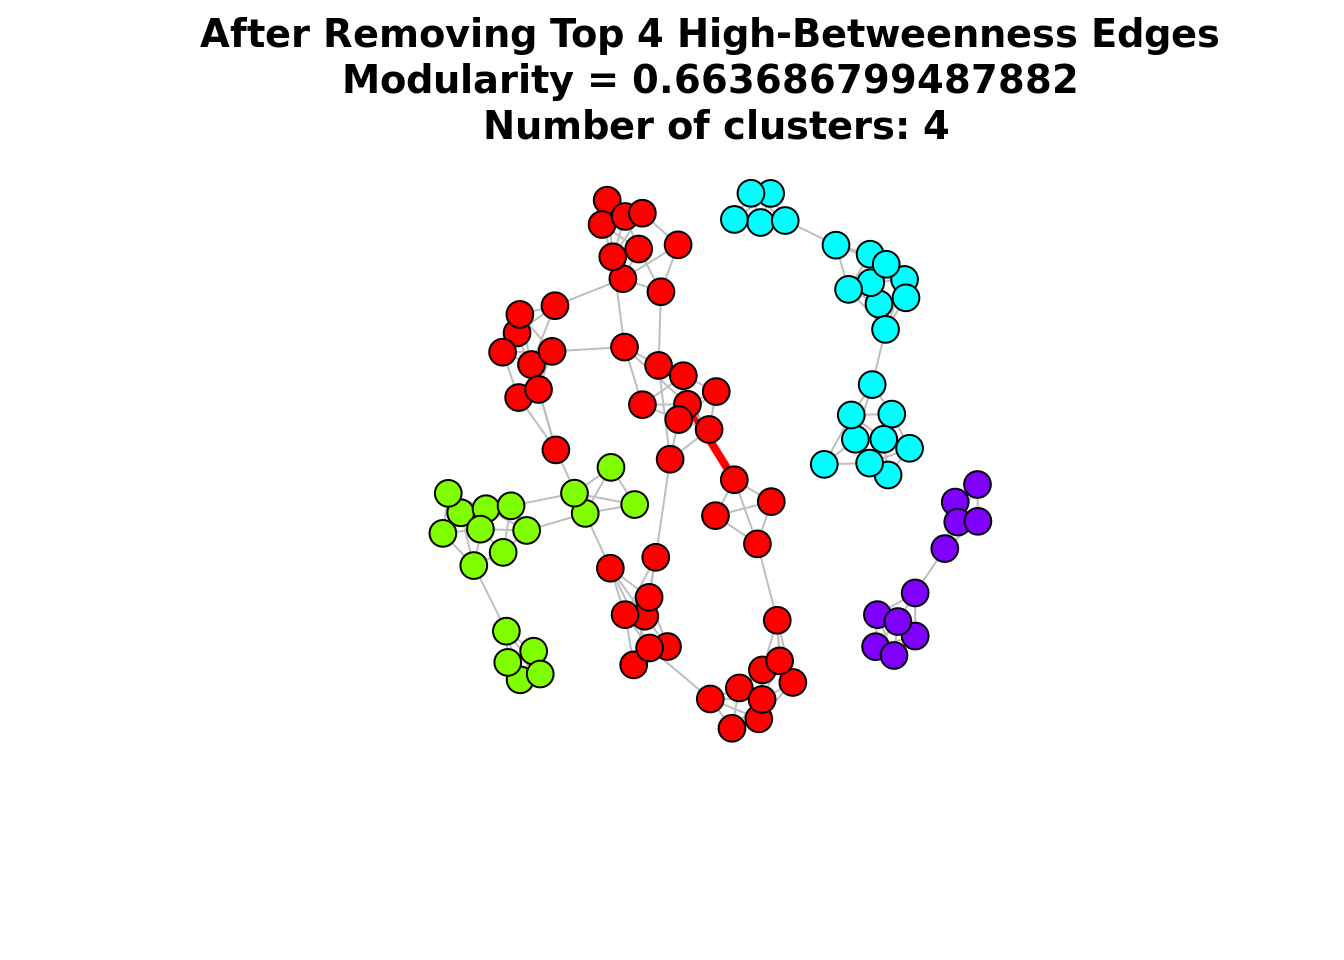 After Removing Top 4 High-Betweenness Edges
Modularity = 0.663686799487882
Number of clusters: 4